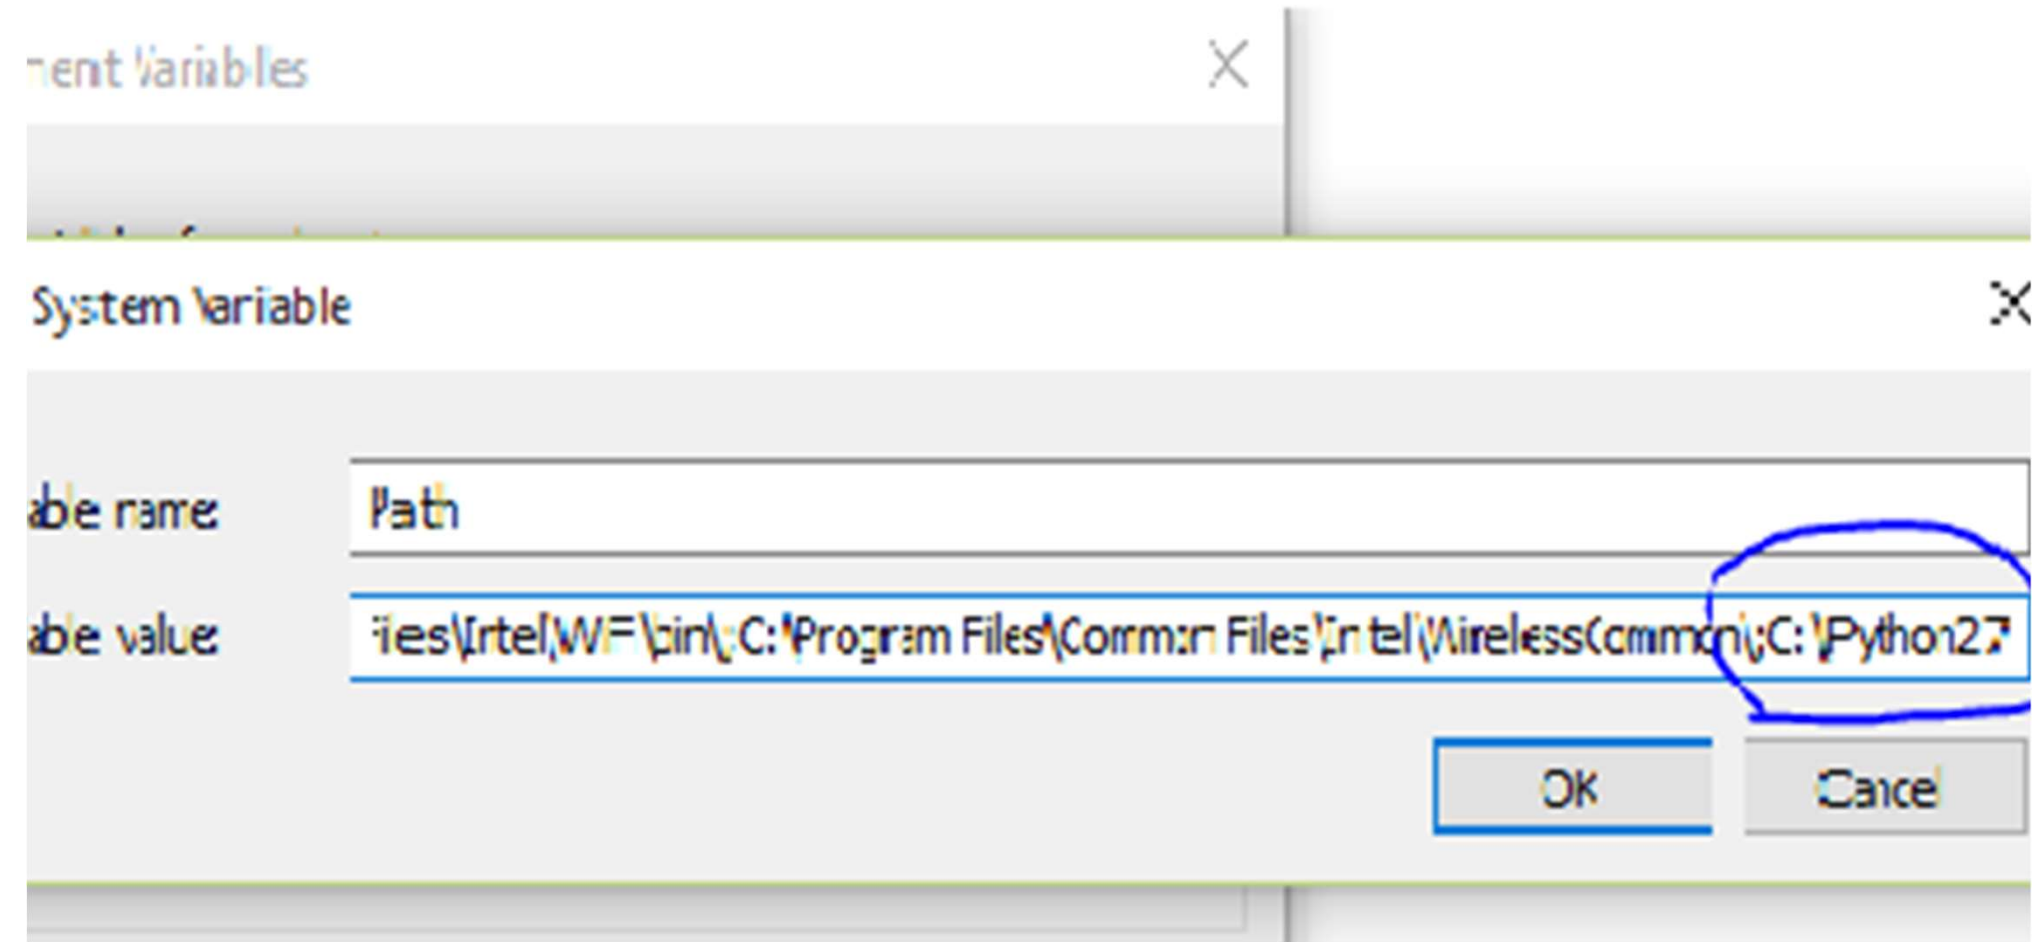 nent Variables
System Variable
able name:
Path
able value:
iles\Intel\WiFi\bin\;C:\Program Files\Common Files\Intel\WirelessCommon\;C:\Python27
OK
Cancel